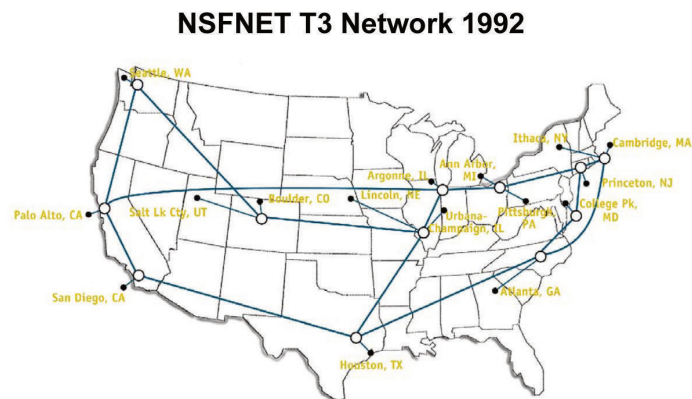 NSFNET T3 Network 1992
Seattle, WA
Ithaca, NY
Cambridge, MA
Ann Arbor,
MI
Argonne, IL
Princeton, NJ
Boulder, CO
Lincoln, NE
Salt Lk Cty, UT
Palo Alto, CA
College Pk,
MD
Pittsburgh,
PA
Urbana-
Champaign, IL
San Diego, CA
Atlanta, GA
Houston, TX